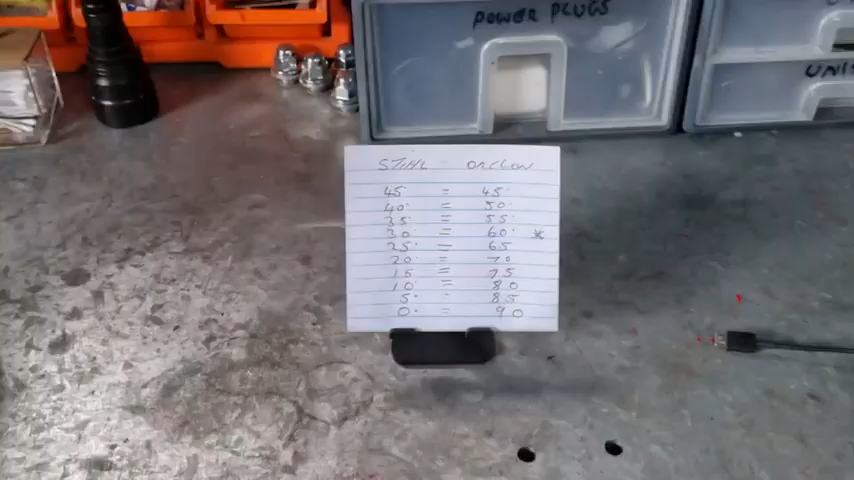 POWER PLUGS
UNI
STIHL - OREGON
45 = 45°
40° = 50°
35° = 55°
30° = 60° *
25° = 65
20° = 70
15 = 75
10° = 80
5° = 85
0° = 90